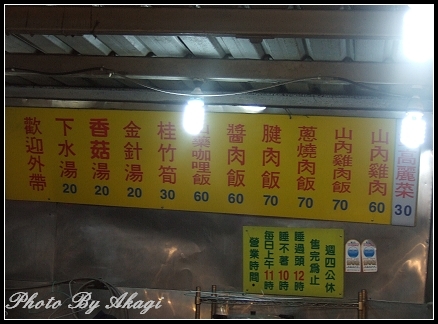 高麗菜 30
山內雞肉 60
山內雞肉飯 70
蔥燒肉飯 70
腱肉飯 70
醬肉飯 60
山藥咖哩飯 60
桂竹筍 30
金針湯 20
香菇湯 20
下水湯 20
歡迎外帶
週四公休
售完為止
睡過頭12時
睡不著10時
每日上午11時
營業時間:
Photo By Akagi